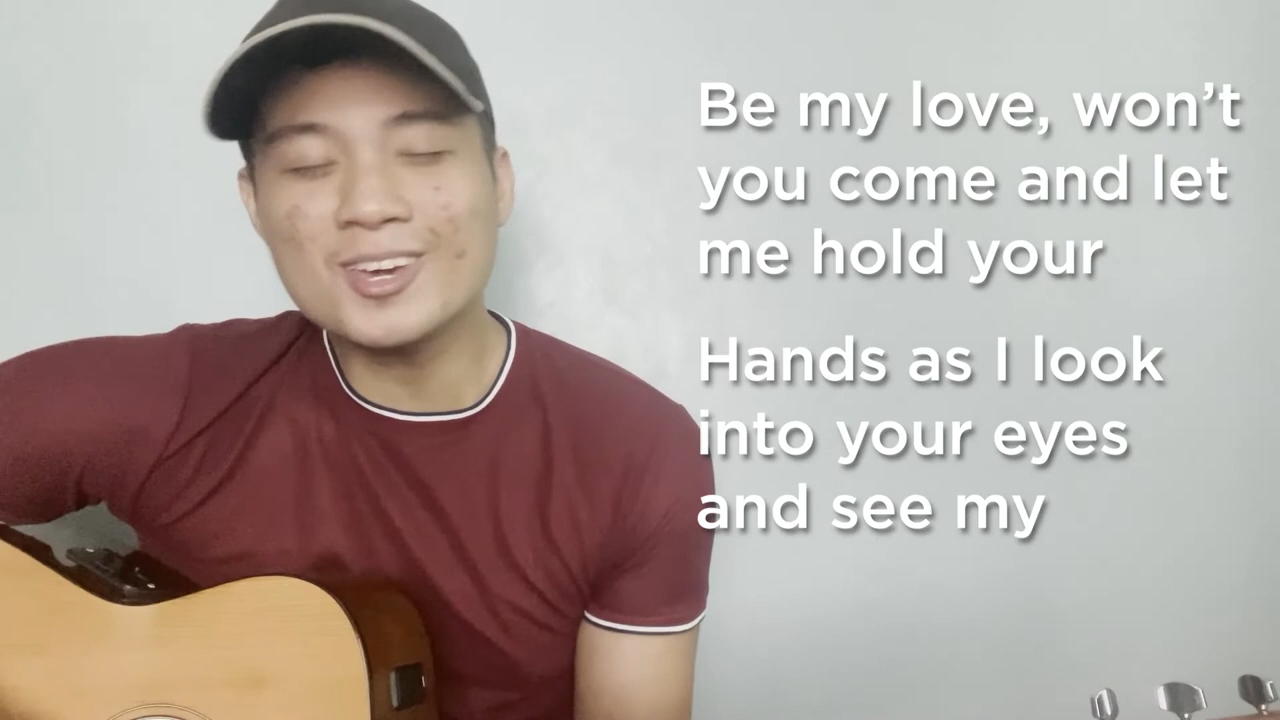 Be my love, won’t
you come and let
me hold your
Hands as I look
into your eyes
and see my